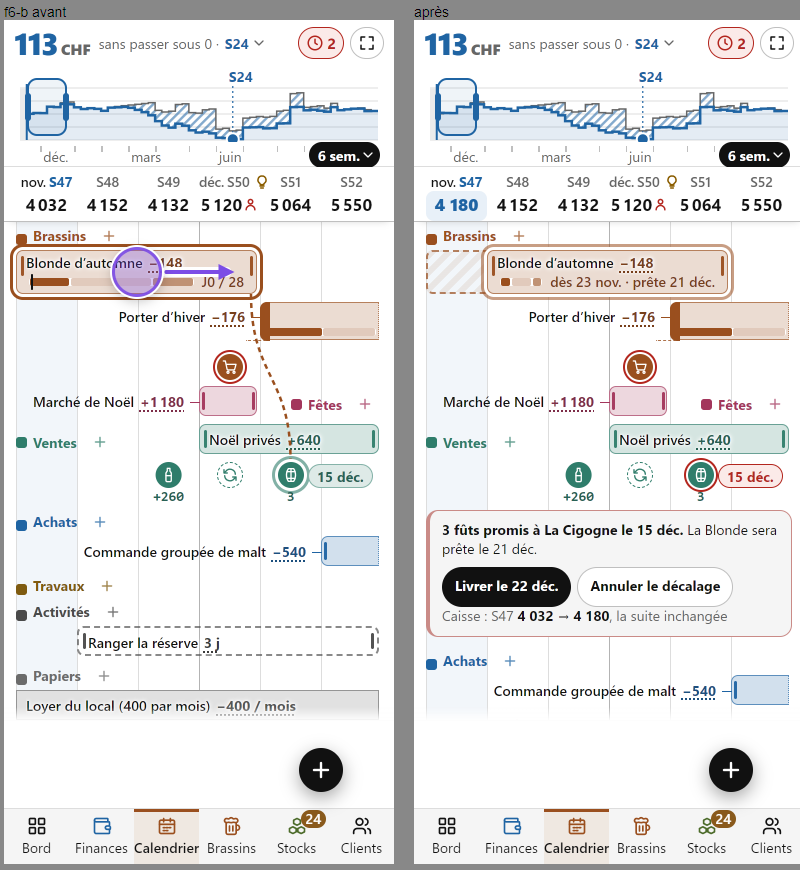 f6-b avant
113 CHF sans passer sous 0 · S24
2
S24
déc. mars juin
6 sem.
nov. S47 S48 S49 déc. S50 S51 S52
4 032 4 152 4 132 5 120 5 064 5 550
Brassins +
Blonde d’automne −148
J0 / 28
Porter d’hiver −176
Marché de Noël +1 180
Fêtes +
Ventes +
Noël privés +640
15 déc.
+260
3
Achats +
Commande groupée de malt −540
Travaux +
Activités +
Ranger la réserve 3 j
Papiers +
Loyer du local (400 par mois) −400 / mois
+
Bord Finances Calendrier Brassins Stocks Clients
24
après
113 CHF sans passer sous 0 · S24
2
S24
déc. mars juin
6 sem.
nov. S47 S48 S49 déc. S50 S51 S52
4 180 4 152 4 132 5 120 5 064 5 550
Brassins +
Blonde d’automne −148
dès 23 nov. · prête 21 déc.
Porter d’hiver −176
Marché de Noël +1 180
Fêtes +
Ventes +
Noël privés +640
15 déc.
+260
3
3 fûts promis à La Cigogne le 15 déc. La Blonde sera
prête le 21 déc.
Livrer le 22 déc. Annuler le décalage
Caisse : S47 4 032 → 4 180, la suite inchangée
Achats +
Commande groupée de malt −540
+
Bord Finances Calendrier Brassins Stocks Clients
24